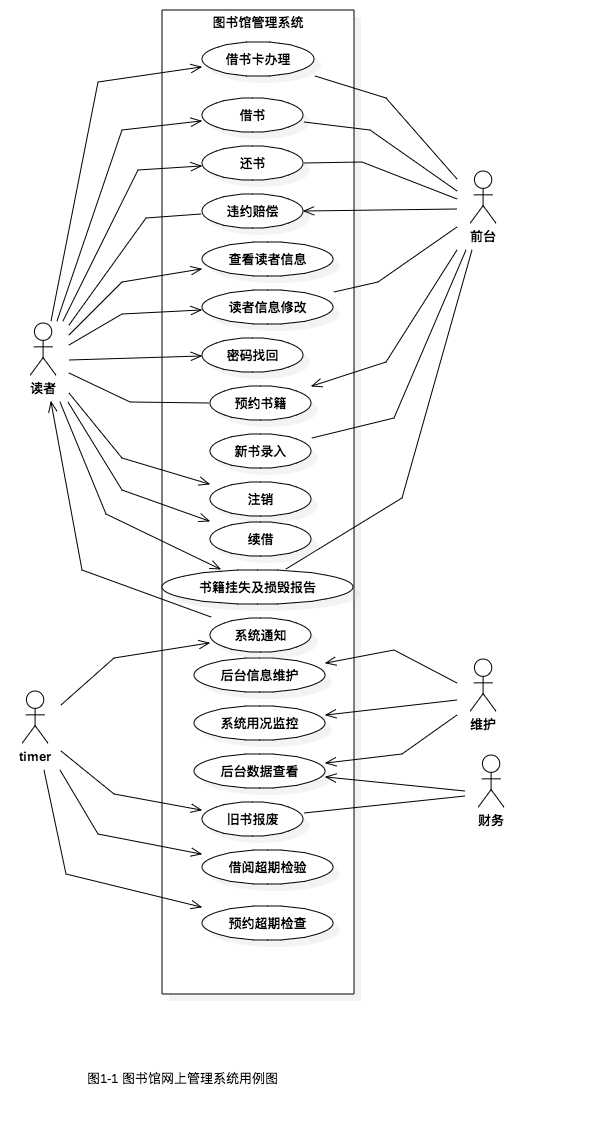 图书馆管理系统
借书卡办理
借书
还书
违约赔偿
前台
查看读者信息
读者信息修改
密码找回
读者
预约书籍
新书录入
注销
续借
书籍挂失及损毁报告
系统通知
后台信息维护
系统用况监控
维护
timer
后台数据查看
旧书报废
财务
借阅超期检验
预约超期检查
图1-1 图书馆网上管理系统用例图